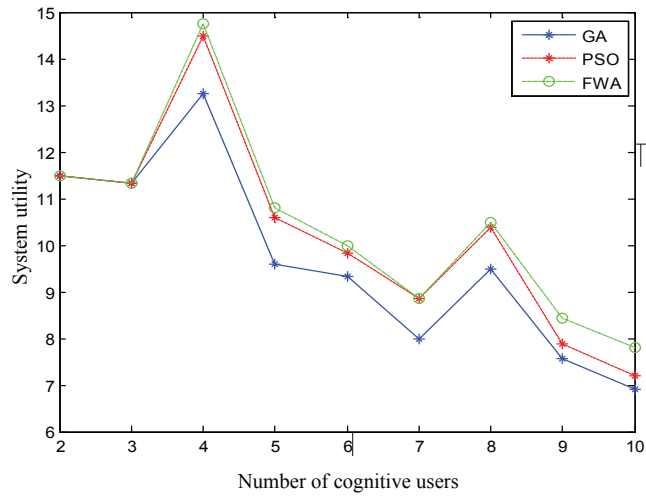 15
14
13
12
11
10
9
8
7
6
System utility
GA
PSO
FWA
2 3 4 5 6 7 8 9 10
Number of cognitive users